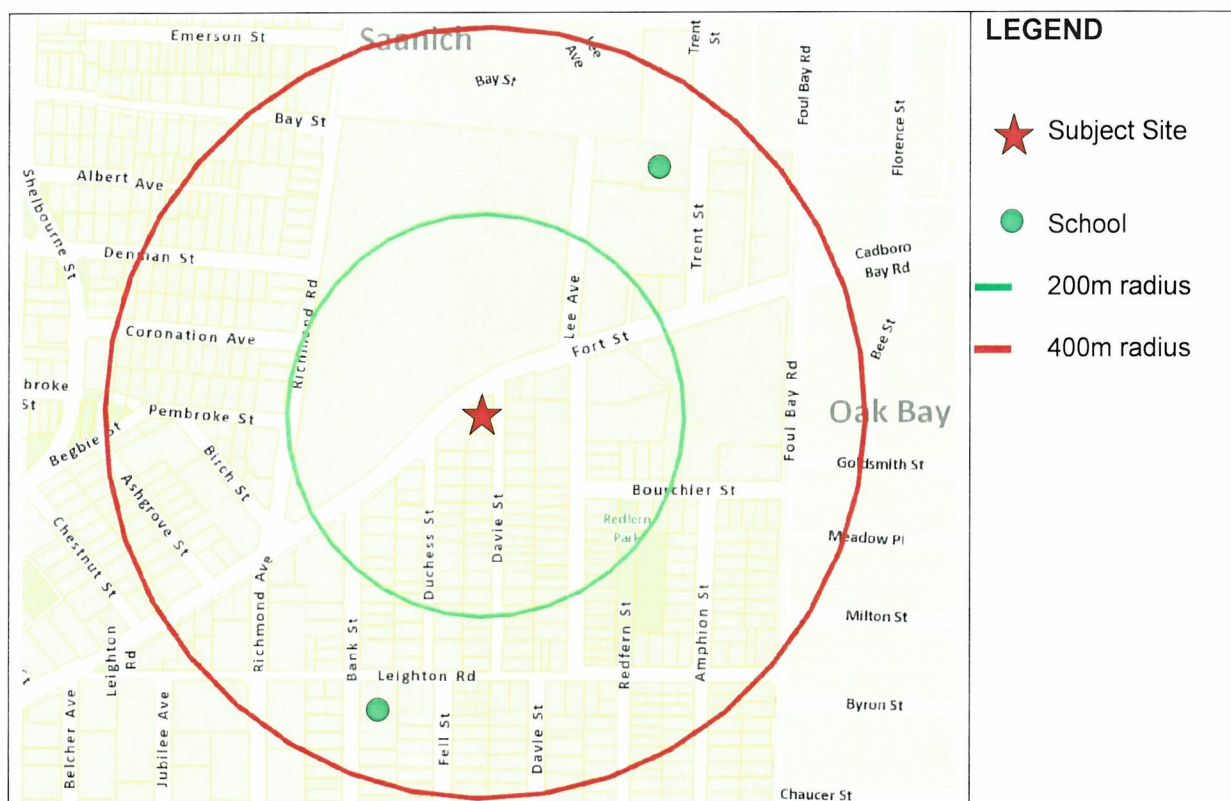 Emerson St
Saanich
Lee
Ave
Trent
St
Foul Bay Rd
Bay St
Bay St
Florence St
Albert Ave
Shelbourne St
Trent St
Denman St
Cadboro
Bay Rd
Richmond Rd
Lee Ave
Coronation Ave
Fort St
Bee St
broke
St
Pembroke St
Foul Bay Rd
Oak Bay
Begbie St
Birch St
Goldsmith St
Ashgrove St
Bourchier St
Chestnut St
Duchess St
Davie St
Redfern
Park
Meadow Pl
Richmond Ave
Milton St
Leighton
Rd
Bank St
Redfern St
Amphion St
Leighton Rd
Belcher Ave
Jubilee Ave
Fell St
Davie St
Byron St
Chaucer St
LEGEND
Subject Site
School
200m radius
400m radius